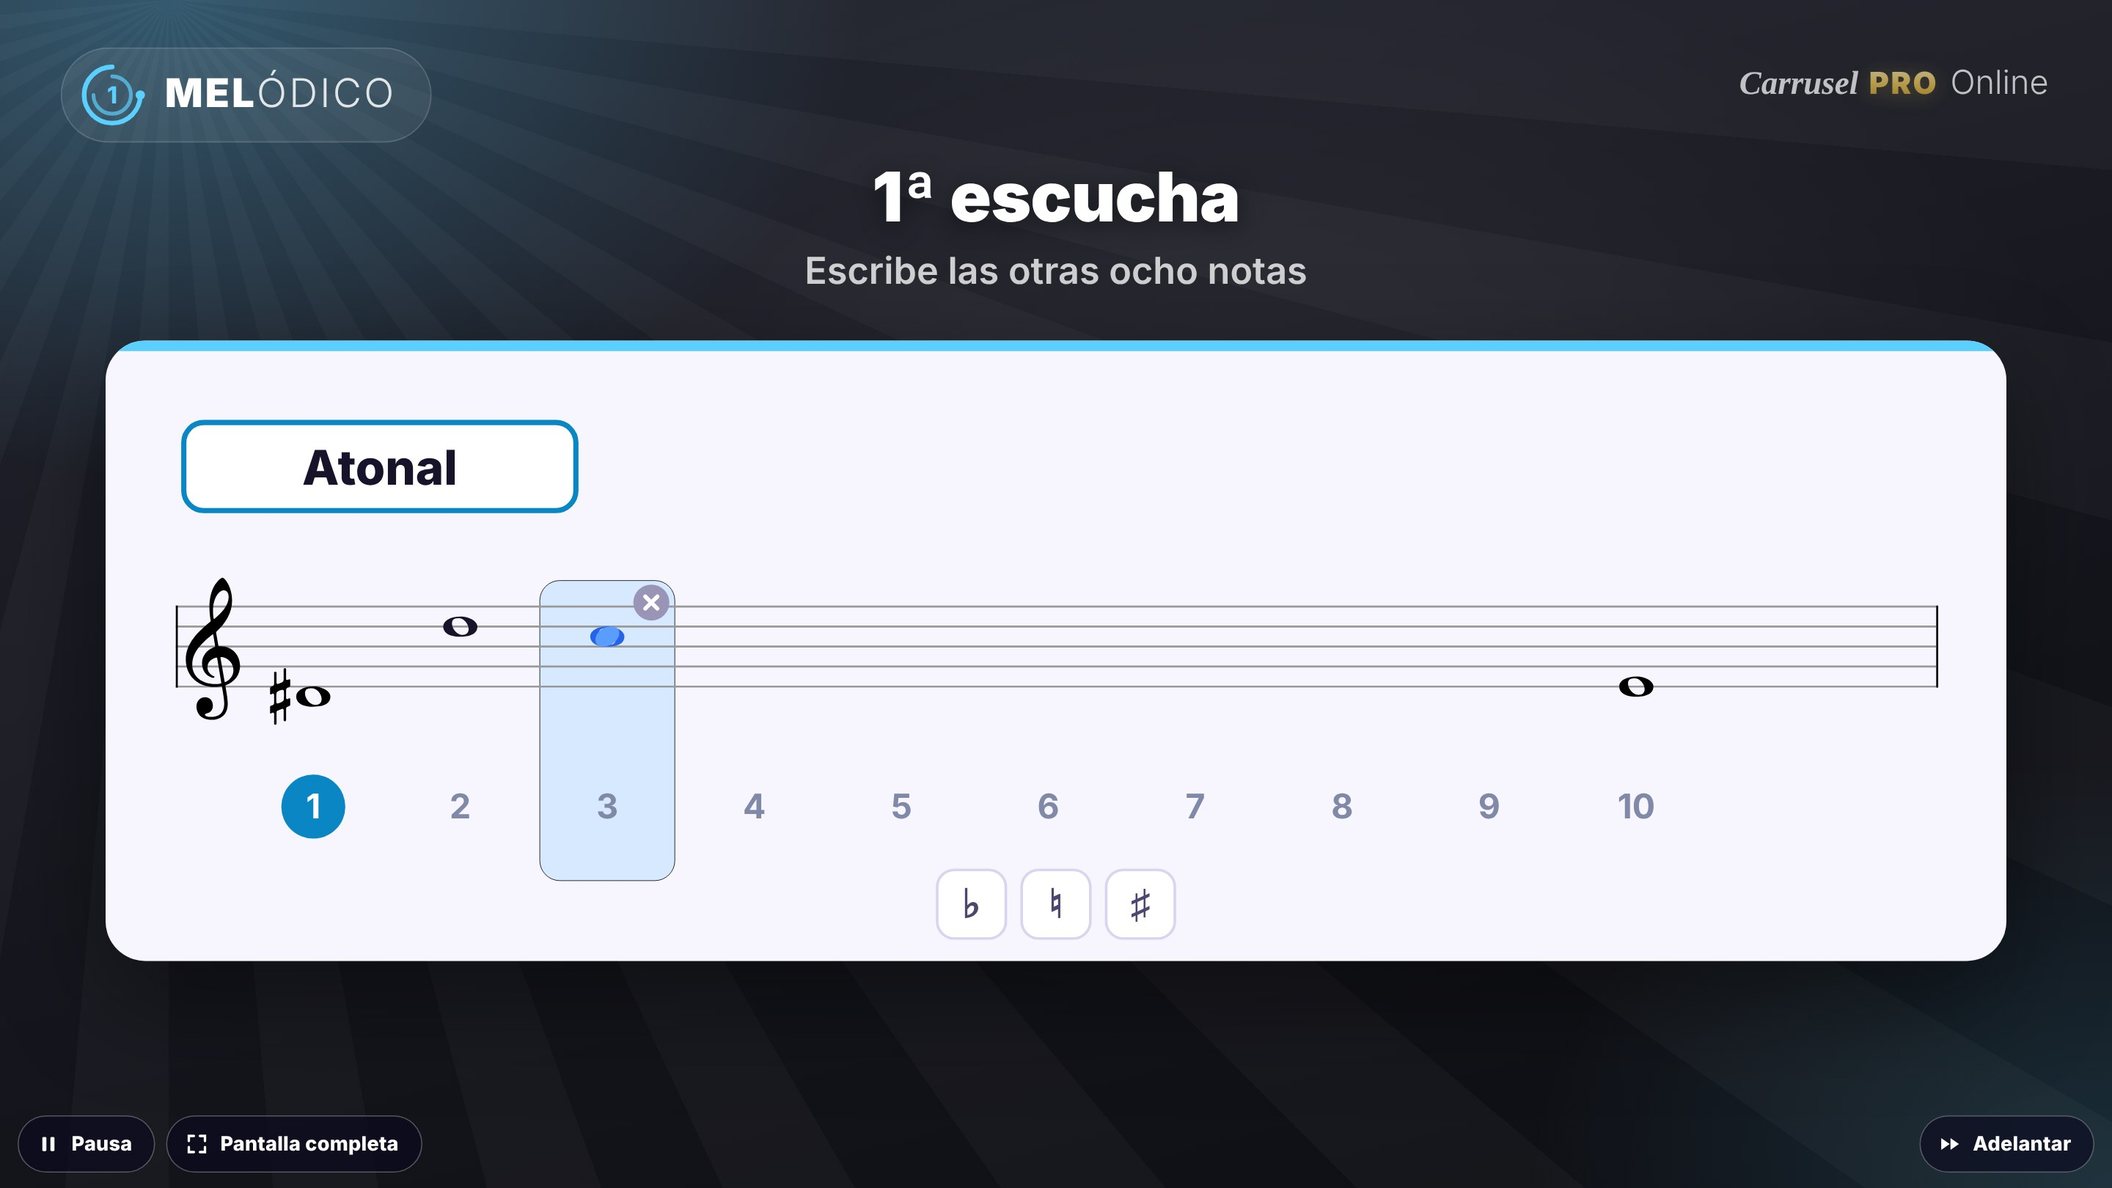 1 MELÓDICO
Carrusel PRO Online
1ª escucha
Escribe las otras ocho notas
Atonal
1 2 3 4 5 6 7 8 9 10
♭ ♮ ♯
Pausa
Pantalla completa
Adelantar